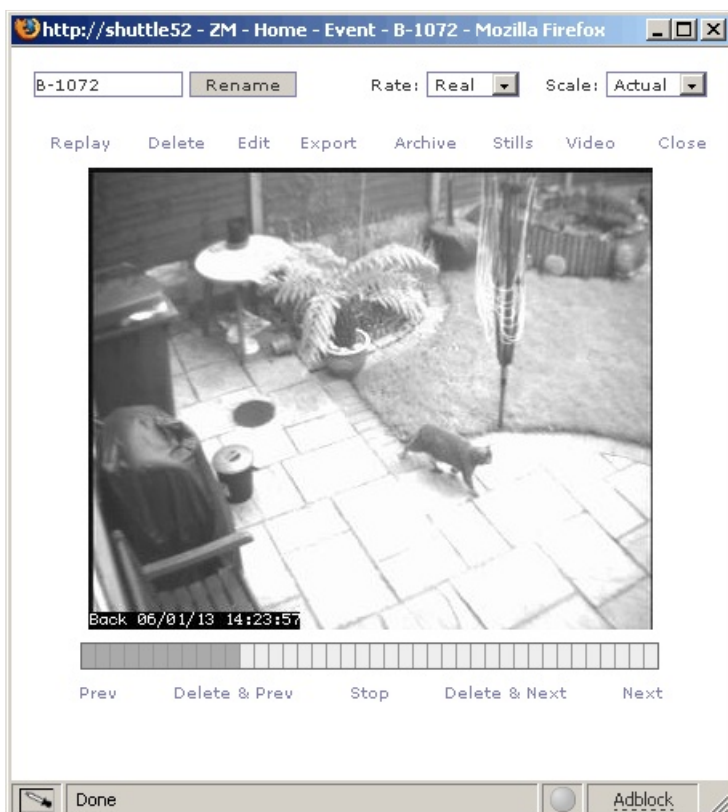 http://shuttle52 - ZM - Home - Event - B-1072 - Mozilla Firefox
B-1072 Rename Rate: Real Scale: Actual
Replay Delete Edit Export Archive Stills Video Close
Back 06/01/13 14:23:57
Prev Delete & Prev Stop Delete & Next Next
Done Adblock